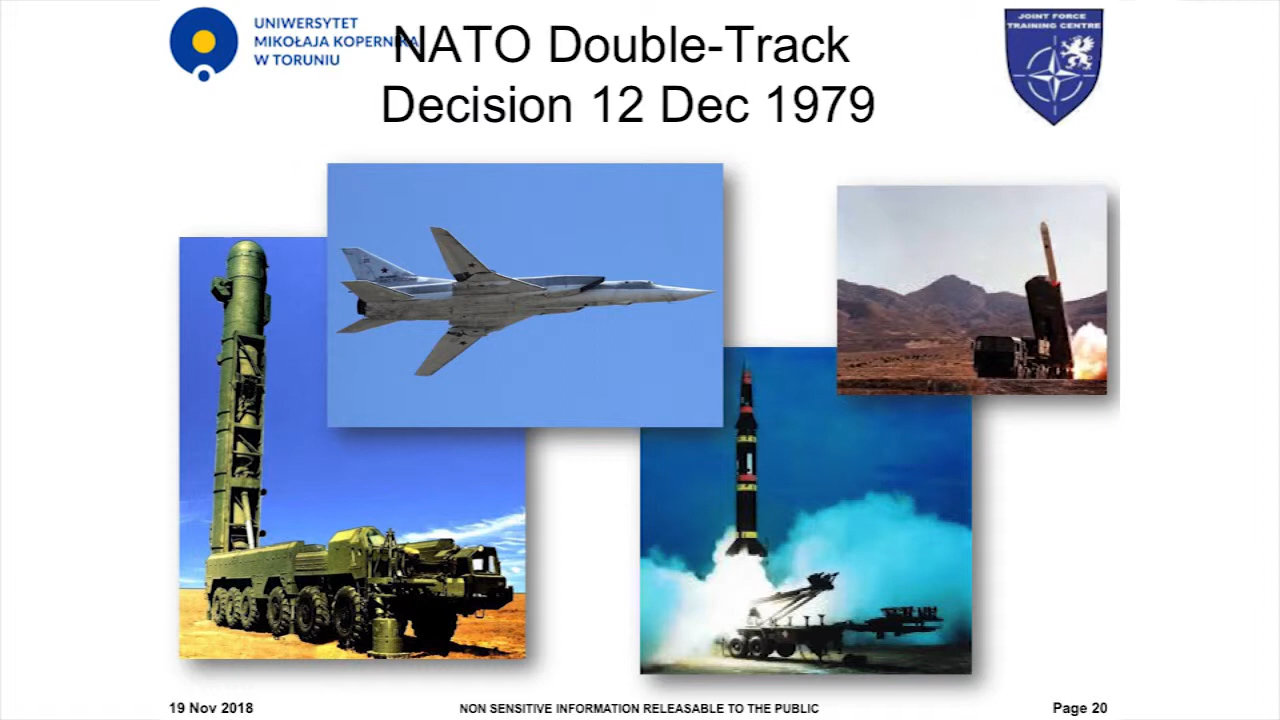 UNIWERSYTET
MIKOŁAJA KOPERNIKA
W TORUNIU
NATO Double-Track
Decision 12 Dec 1979
JOINT FORCE
TRAINING CENTRE
19 Nov 2018
NON SENSITIVE INFORMATION RELEASABLE TO THE PUBLIC
Page 20